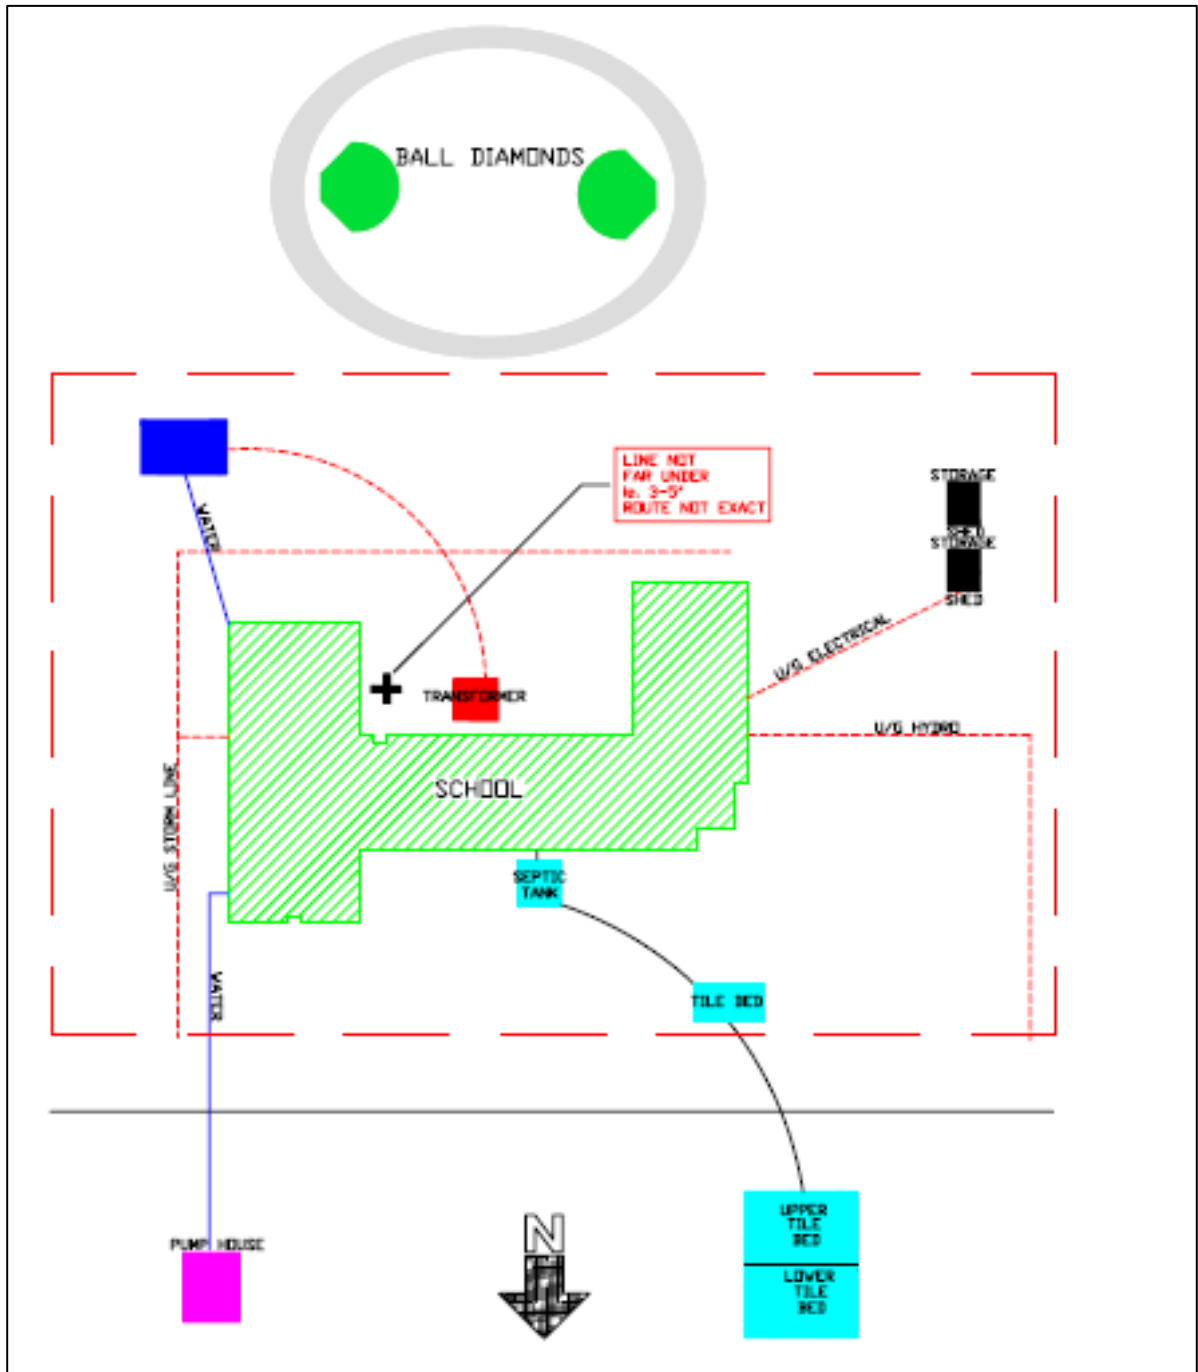 BALL DIAMONDS
LINE NOT
FAR UNDER
ie. 3-5'
ROUTE NOT EXACT
STORAGE
SHED
STORAGE
SHED
WATER
U/G ELECTRICAL
TRANSFORMER
U/G HYDRO
SCHOOL
U/G STORM LINE
SEPTIC
TANK
WATER
TILE BED
UPPER
TILE
BED
LOWER
TILE
BED
PUMP HOUSE
N